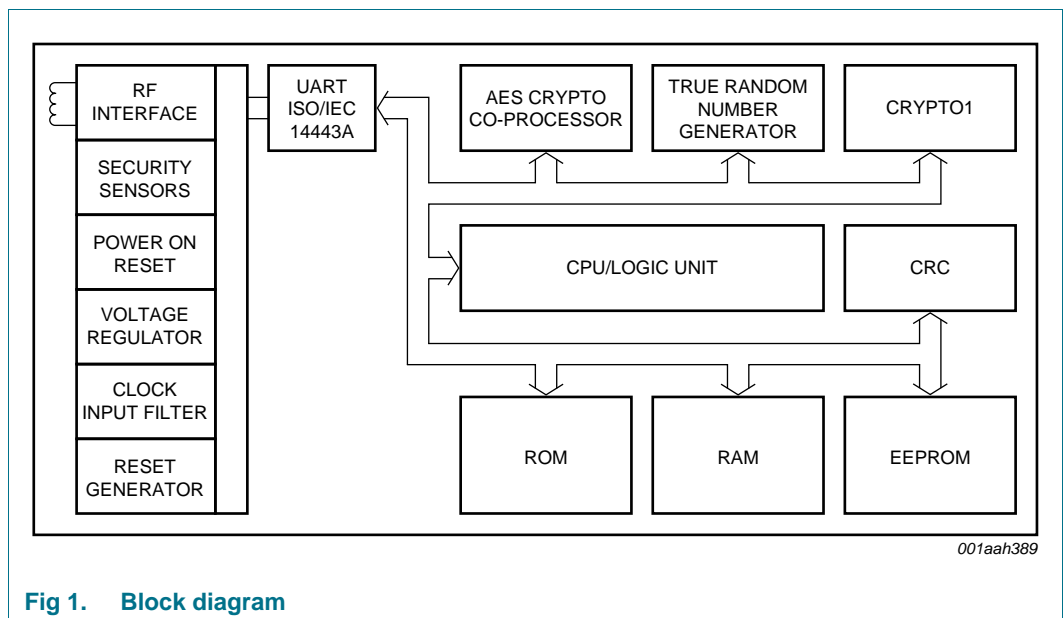 RF
INTERFACE
SECURITY
SENSORS
POWER ON
RESET
VOLTAGE
REGULATOR
CLOCK
INPUT FILTER
RESET
GENERATOR
UART
ISO/IEC
14443A
AES CRYPTO
CO-PROCESSOR
TRUE RANDOM
NUMBER
GENERATOR
CRYPTO1
CPU/LOGIC UNIT
CRC
ROM
RAM
EEPROM
001aah389
Fig 1. Block diagram